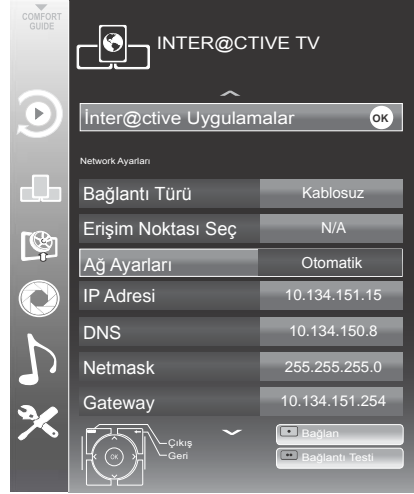 COMFORT
GUIDE
INTER@CTIVE TV
İnter@ctive Uygulamalar OK
Network Ayarları
Bağlantı Türü Kablosuz
Erişim Noktası Seç N/A
Ağ Ayarları Otomatik
IP Adresi 10.134.151.15
DNS 10.134.150.8
Netmask 255.255.255.0
Gateway 10.134.151.254
OK
Çıkış
Geri
Bağlan
Bağlantı Testi